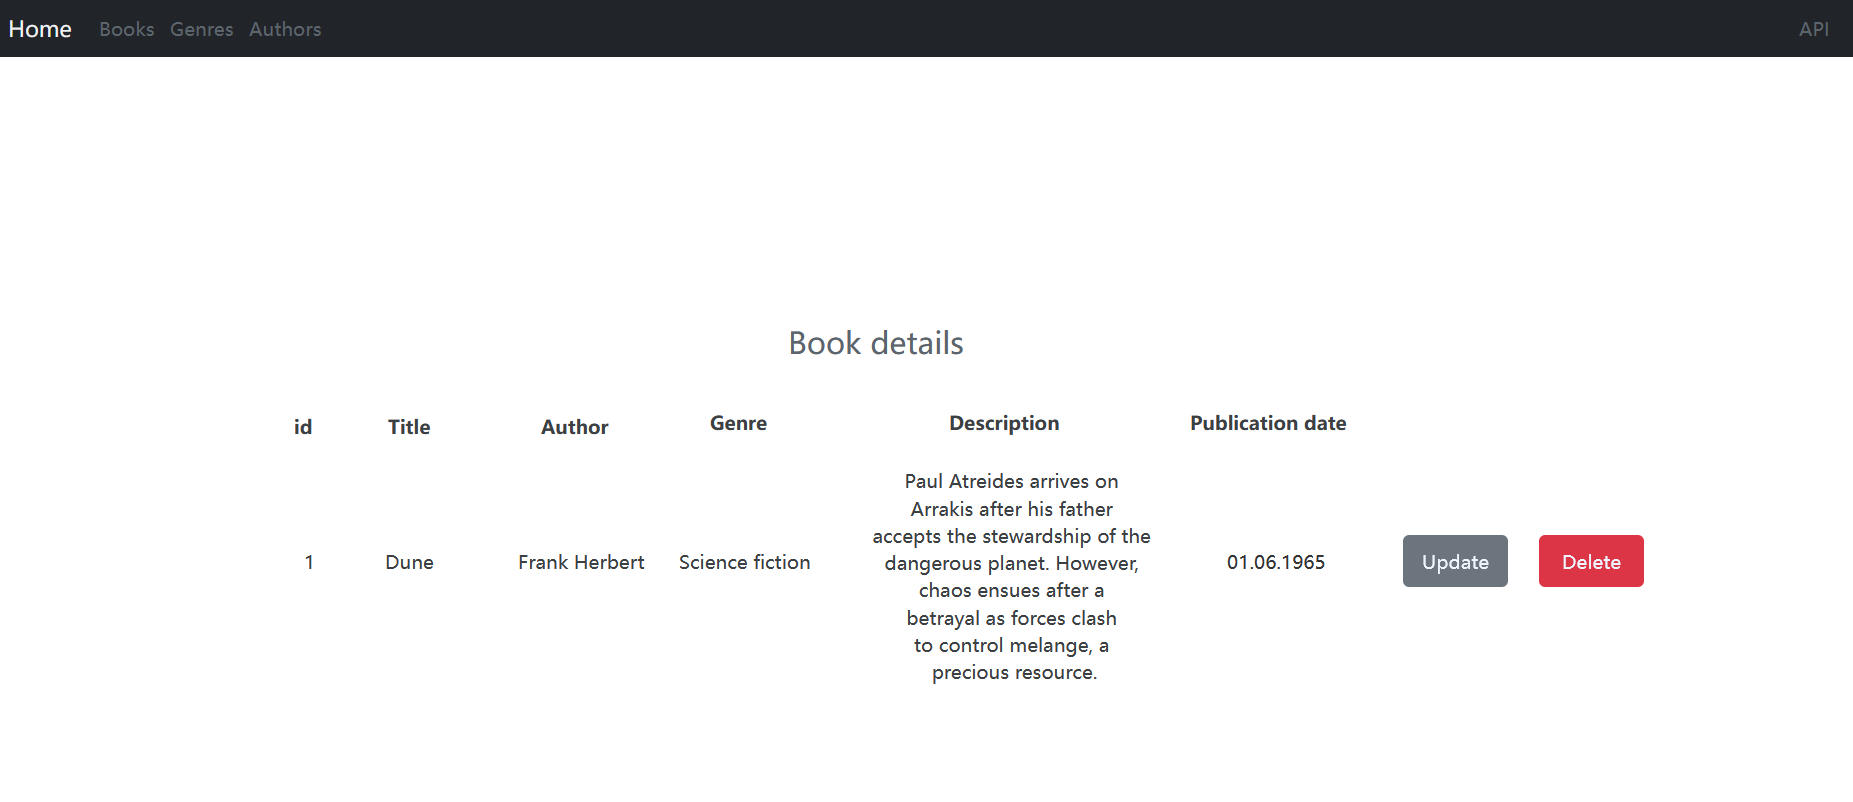 Home Books Genres Authors API
Book details
id Title Author Genre Description Publication date
Paul Atreides arrives on
Arrakis after his father
accepts the stewardship of the
1 Dune Frank Herbert Science fiction dangerous planet. However, 01.06.1965 Update Delete
chaos ensues after a
betrayal as forces clash
to control melange, a
precious resource.